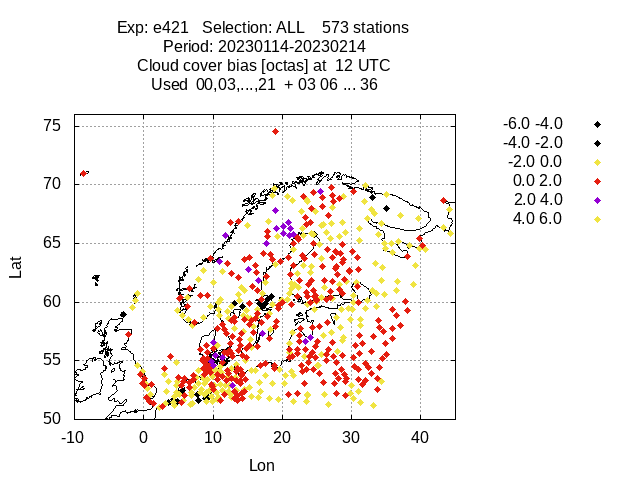 Exp: e421 Selection: ALL 573 stations
Period: 20230114-20230214
Cloud cover bias [octas] at 12 UTC
Used 00,03,...,21 + 03 06 ... 36
75
70
65
60
55
50
Lat
-10 0 10 20 30 40
Lon
-6.0 -4.0
-4.0 -2.0
-2.0 0.0
0.0 2.0
2.0 4.0
4.0 6.0